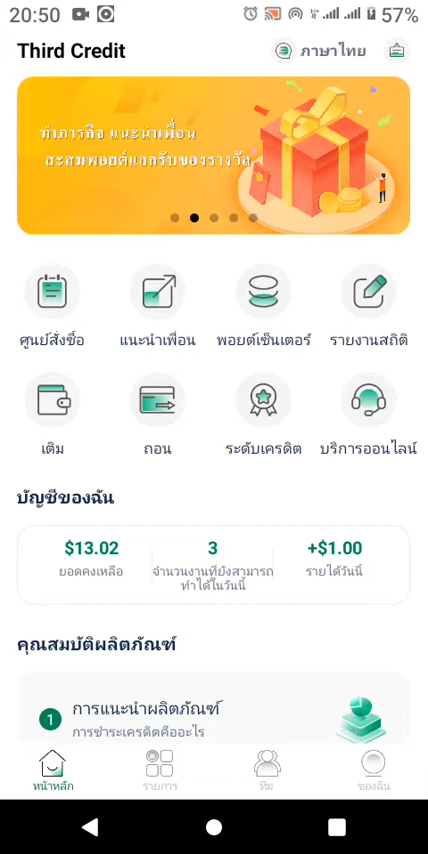 20:50
57%
Third Credit
ภาษาไทย
ทำภารกิจ แนะนำเพื่อน
สะสมพอยต์แลกรับของรางวัล
ศูนย์สั่งซื้อ
แนะนำเพื่อน
พอยต์เซ็นเตอร์
รายงานสถิติ
เติม
ถอน
ระดับเครดิต
บริการออนไลน์
บัญชีของฉัน
$13.02
3
+$1.00
ยอดคงเหลือ
จำนวนงานที่ยังสามารถ
ทำได้ในวันนี้
รายได้วันนี้
คุณสมบัติผลิตภัณฑ์
1
การแนะนำผลิตภัณฑ์
การชำระเครดิตคืออะไร
หน้าหลัก
รายการ
ทีม
ของฉัน